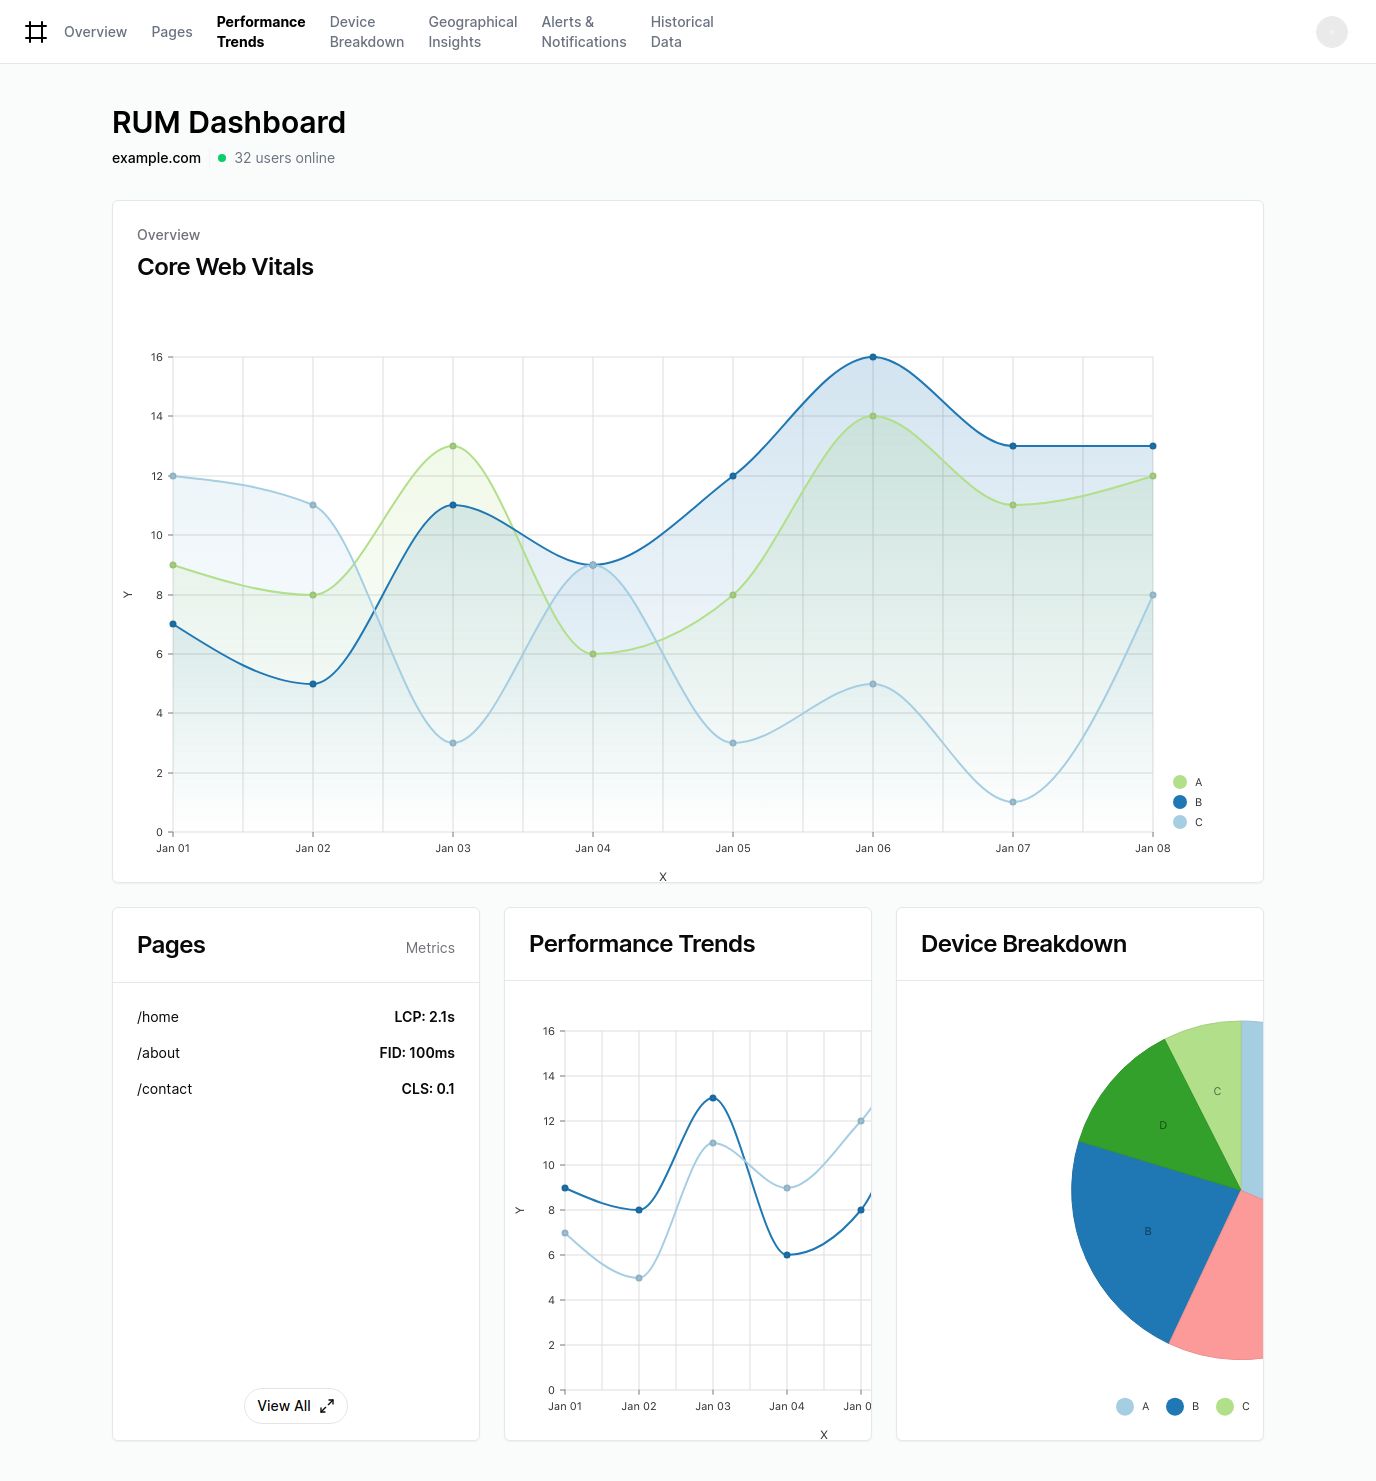 Overview
Pages
Performance
Trends
Device
Breakdown
Geographical
Insights
Alerts &
Notifications
Historical
Data
RUM Dashboard
example.com
32 users online
Overview
Core Web Vitals
16
14
12
10
8
6
4
2
0
Y
Jan 01
Jan 02
Jan 03
Jan 04
Jan 05
Jan 06
Jan 07
Jan 08
X
A
B
C
Pages
Metrics
/home
LCP: 2.1s
/about
FID: 100ms
/contact
CLS: 0.1
View All
Performance Trends
16
14
12
10
8
6
4
2
0
Y
Jan 01
Jan 02
Jan 03
Jan 04
Jan 0
X
Device Breakdown
C
D
B
A
B
C